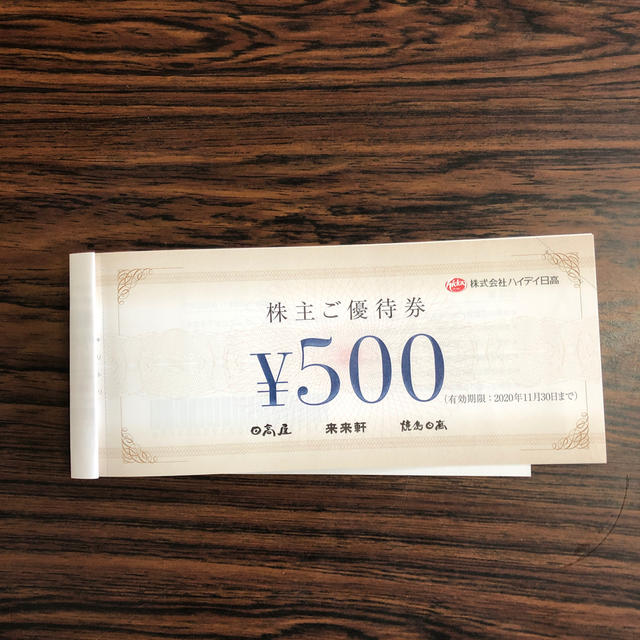 株式会社ハイデイ日高
株主ご優待券
¥500
(有効期限：2020年11月30日まで)
日高屋 来来軒 焼鳥日高